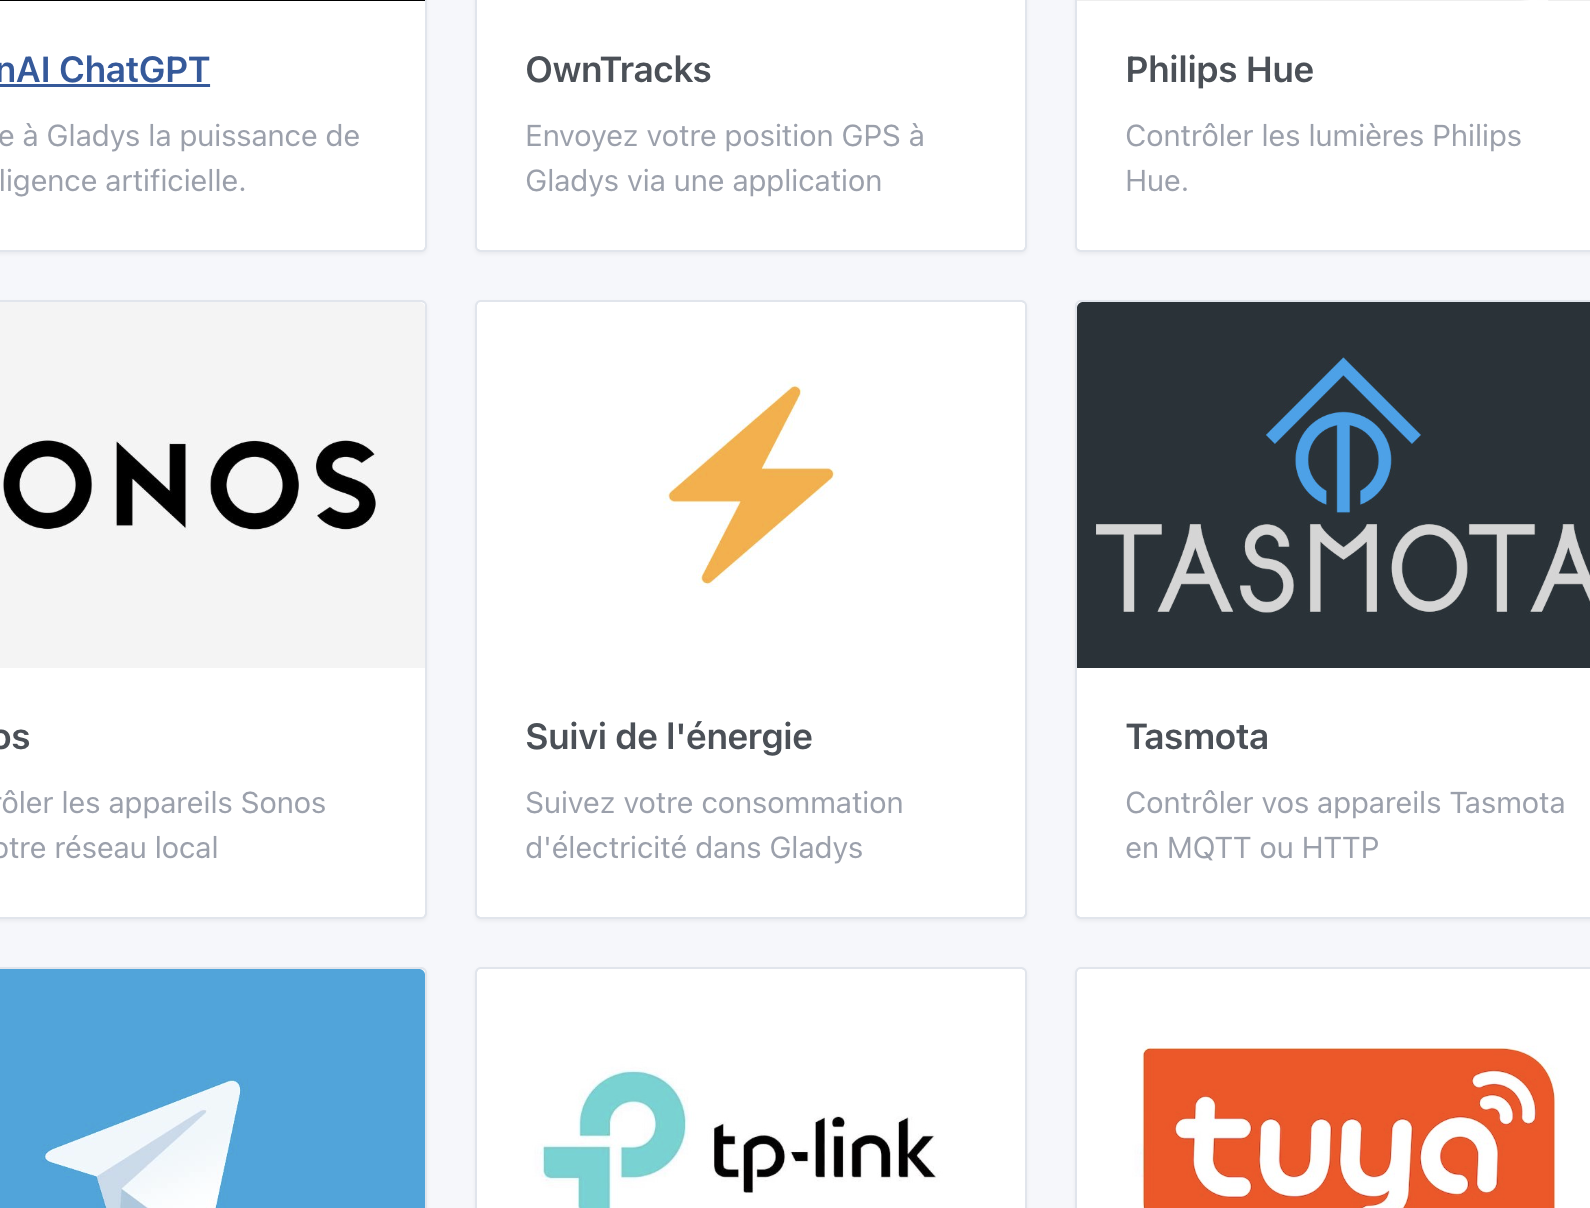 nAI ChatGPT
e à Gladys la puissance de
ligence artificielle.
OwnTracks
Envoyez votre position GPS à
Gladys via une application
Philips Hue
Contrôler les lumières Philips
Hue.
ONOS
os
rôler les appareils Sonos
otre réseau local
Suivi de l'énergie
Suivez votre consommation
d'électricité dans Gladys
TASMOTA
Tasmota
Contrôler vos appareils Tasmota
en MQTT ou HTTP
tp-link
tuya